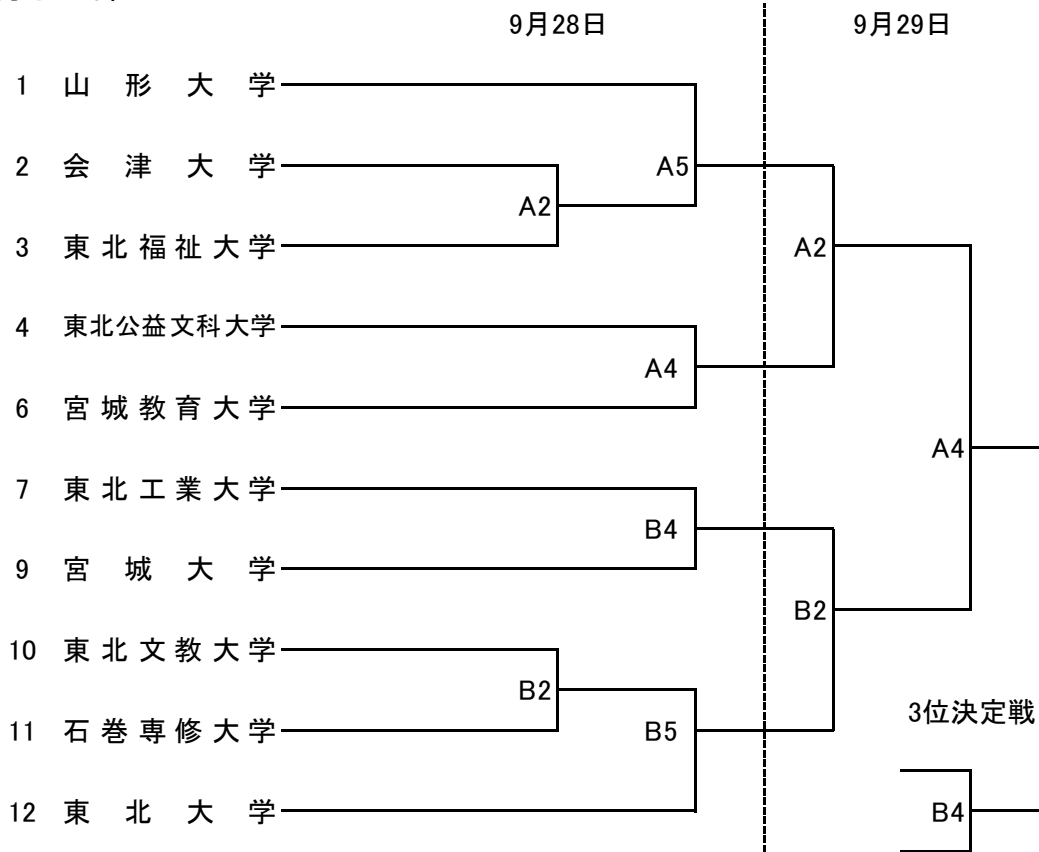 9月28日 9月29日
1 山形大学
2 会津大学
A5
A2
3 東北福祉大学
A2
4 東北公益文科大学
A4
6 宮城教育大学
A4
7 東北工業大学
B4
9 宮城大学
B2
10 東北文教大学
B2
3位決定戦
11 石巻専修大学
B5
12 東北大学
B4